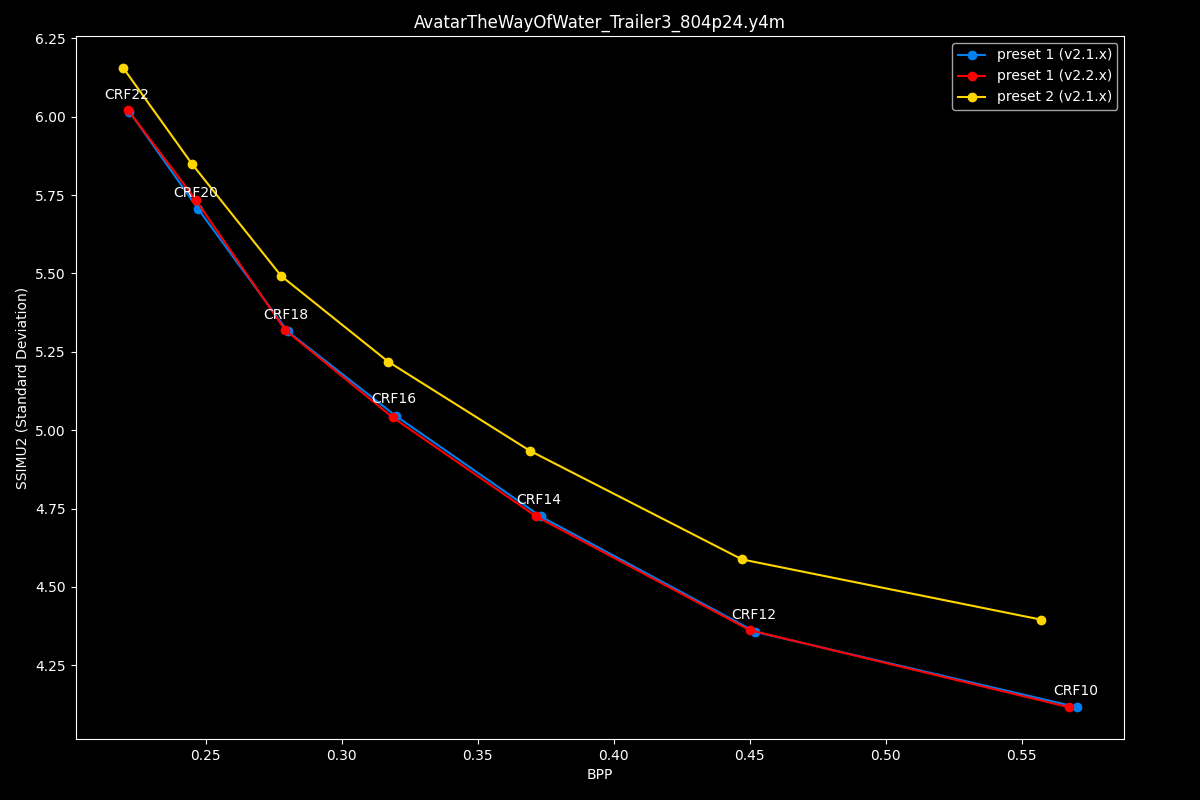 AvatarTheWayOfWater_Trailer3_804p24.y4m
preset 1 (v2.1.x)
preset 1 (v2.2.x)
preset 2 (v2.1.x)
6.25
6.00
5.75
5.50
5.25
5.00
4.75
4.50
4.25
SSIMU2 (Standard Deviation)
CRF22
CRF20
CRF18
CRF16
CRF14
CRF12
CRF10
0.25
0.30
0.35
0.40
0.45
0.50
0.55
BPP